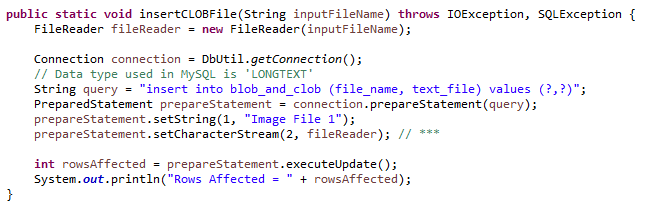 public static void insertCLOBFile(String inputFileName) throws IOException, SQLException {
    FileReader fileReader = new FileReader(inputFileName);

    Connection connection = DbUtil.getConnection();
    // Data type used in MySQL is 'LONGTEXT'
    String query = "insert into blob_and_clob (file_name, text_file) values (?,?)";
    PreparedStatement prepareStatement = connection.prepareStatement(query);
    prepareStatement.setString(1, "Image File 1");
    prepareStatement.setCharacterStream(2, fileReader); // ***

    int rowsAffected = prepareStatement.executeUpdate();
    System.out.println("Rows Affected = " + rowsAffected);
}